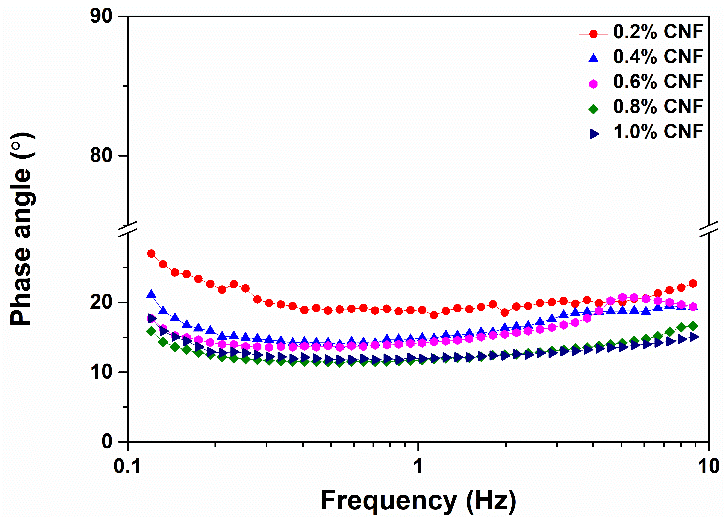 90
80
20
10
0
0.1
1
10
Phase angle (°)
Frequency (Hz)
0.2% CNF
0.4% CNF
0.6% CNF
0.8% CNF
1.0% CNF